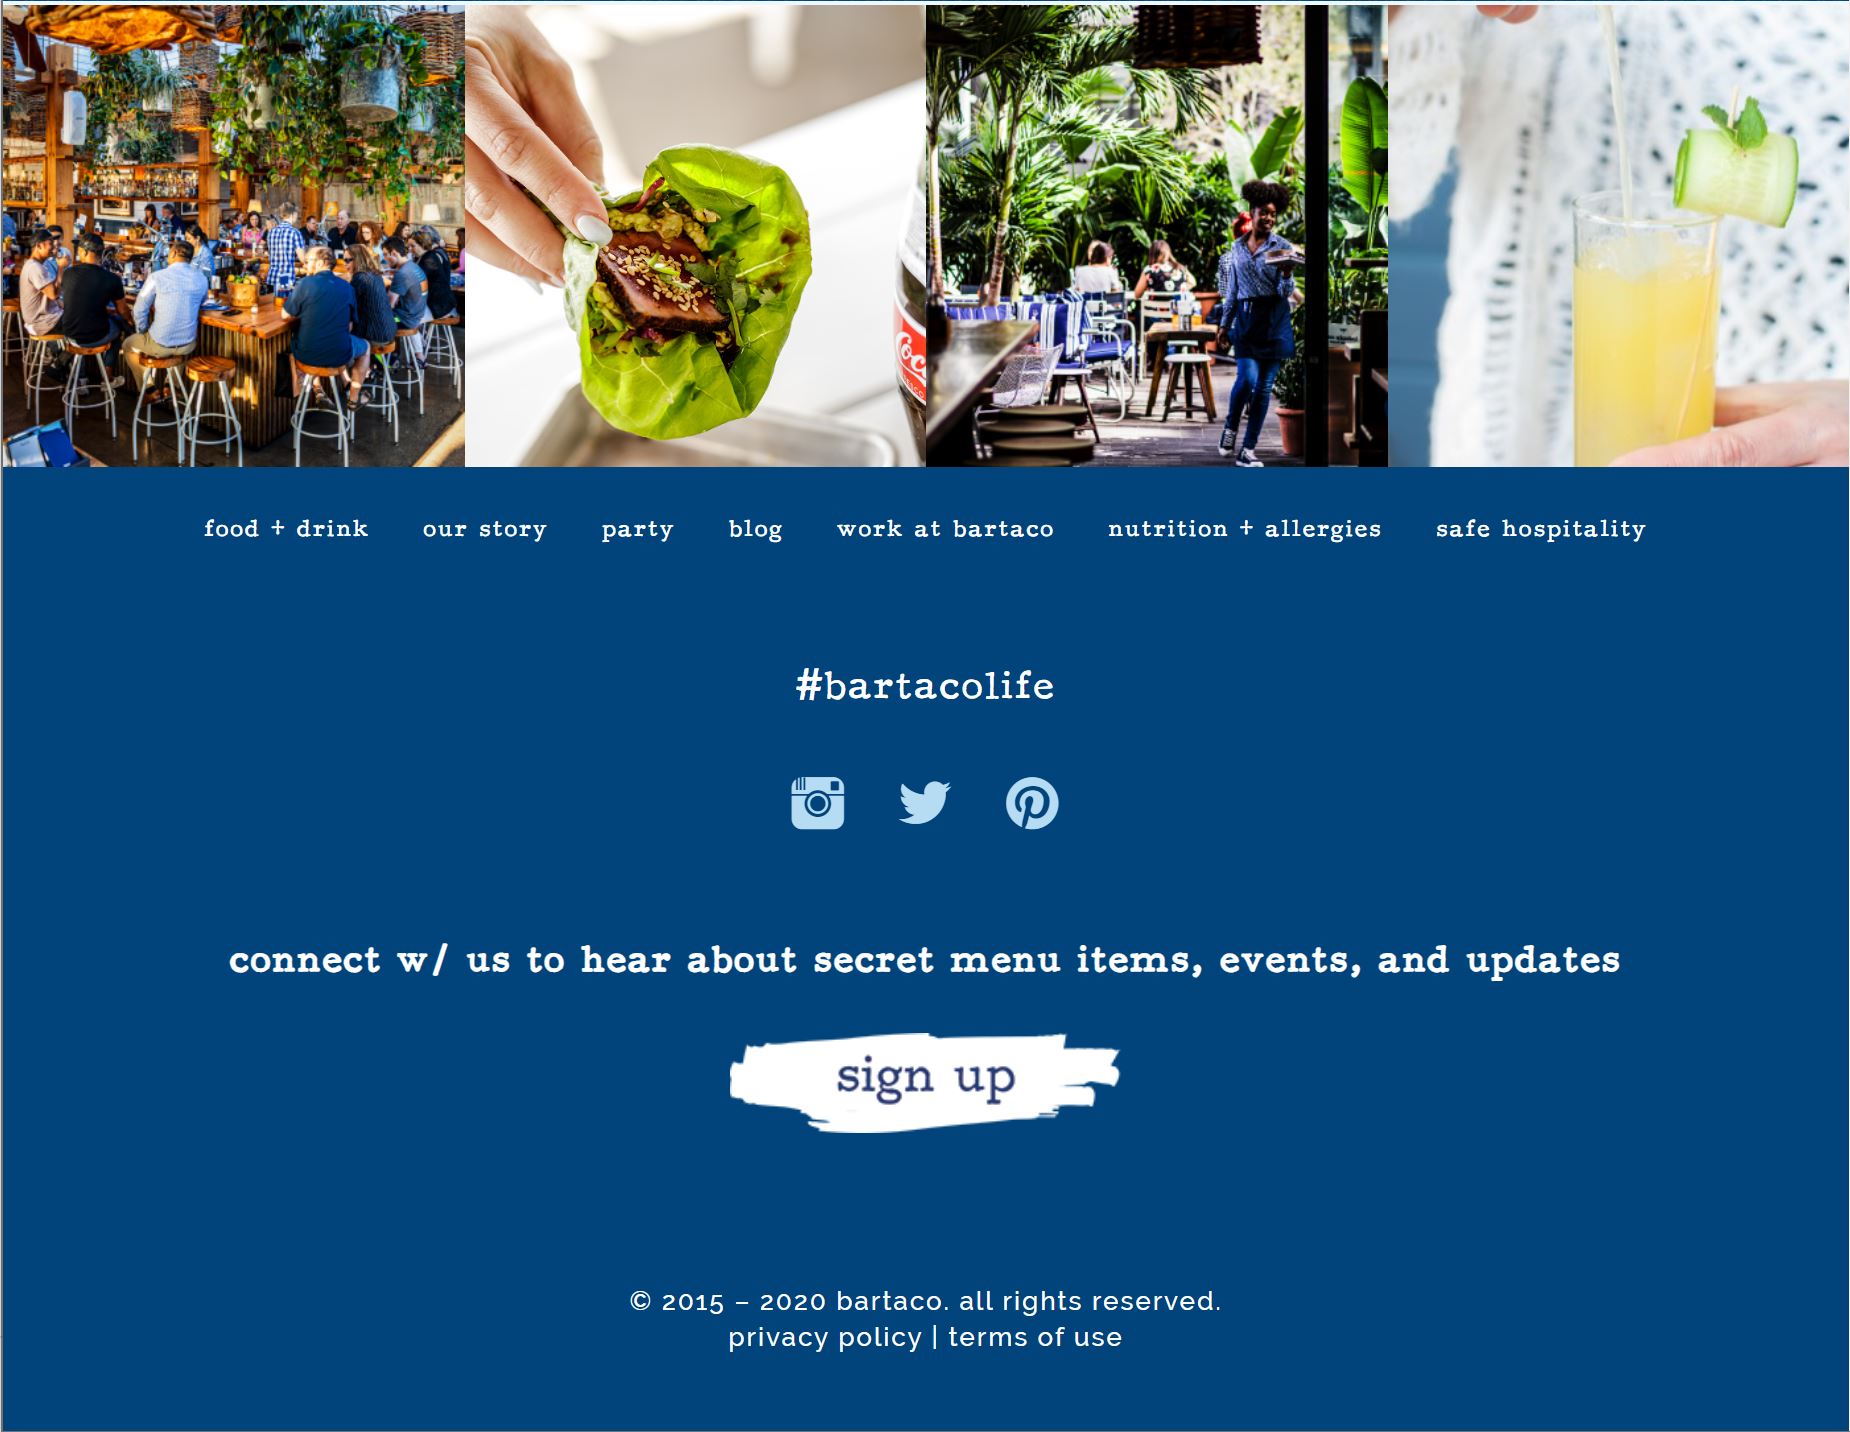 food + drink our story party blog work at bartaco nutrition + allergies safe hospitality
#bartacolife
connect w/ us to hear about secret menu items, events, and updates
sign up
© 2015 – 2020 bartaco. all rights reserved.
privacy policy | terms of use